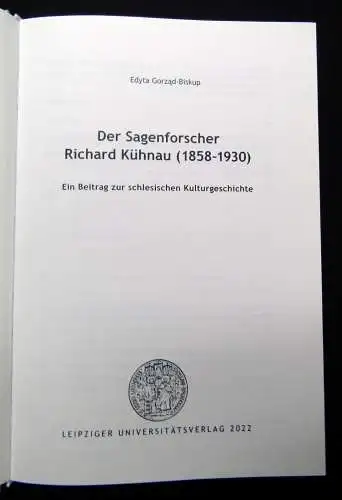 Edyta Gorząd-Biskup
Der Sagenforscher
Richard Kühnau (1858-1930)
Ein Beitrag zur schlesischen Kulturgeschichte
LEIPZIGER UNIVERSITÄTSVERLAG 2022